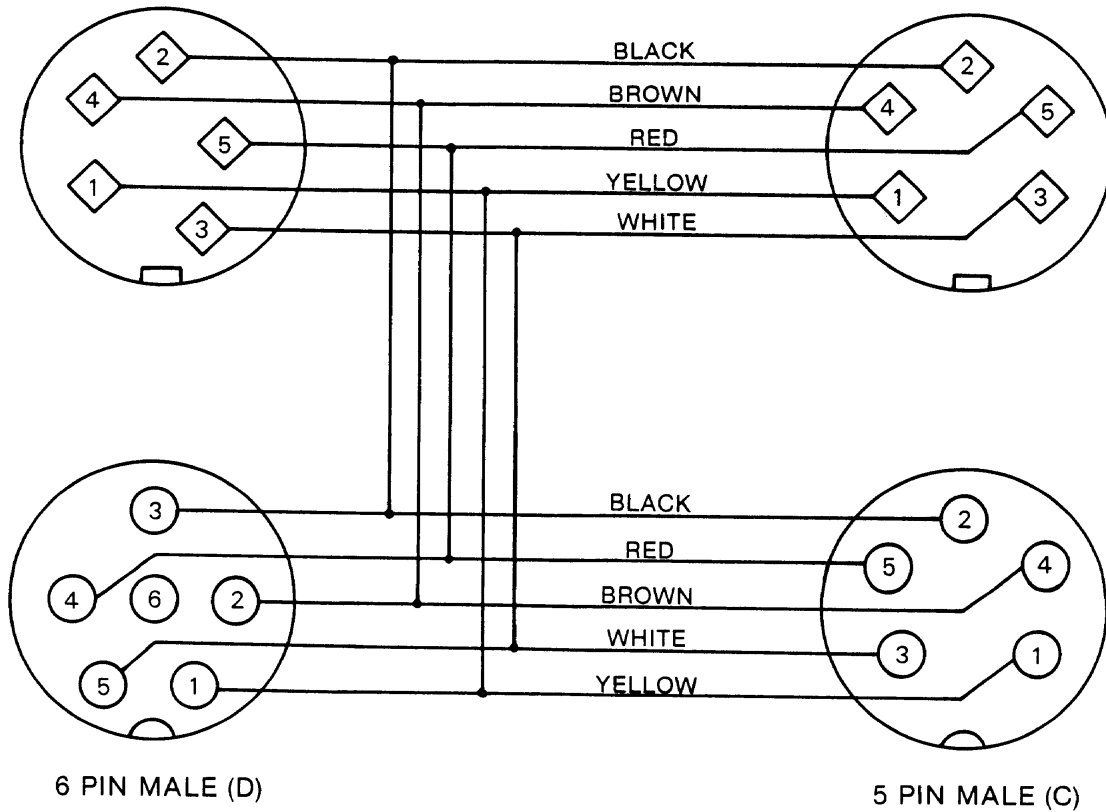 2 BLACK 2
4 BROWN 4
5 RED 5
1 YELLOW 1
3 WHITE 3
3 BLACK 2
RED 5
4 6 2 BROWN 4
5 WHITE 3
1 YELLOW 1
6 PIN MALE (D)
5 PIN MALE (C)